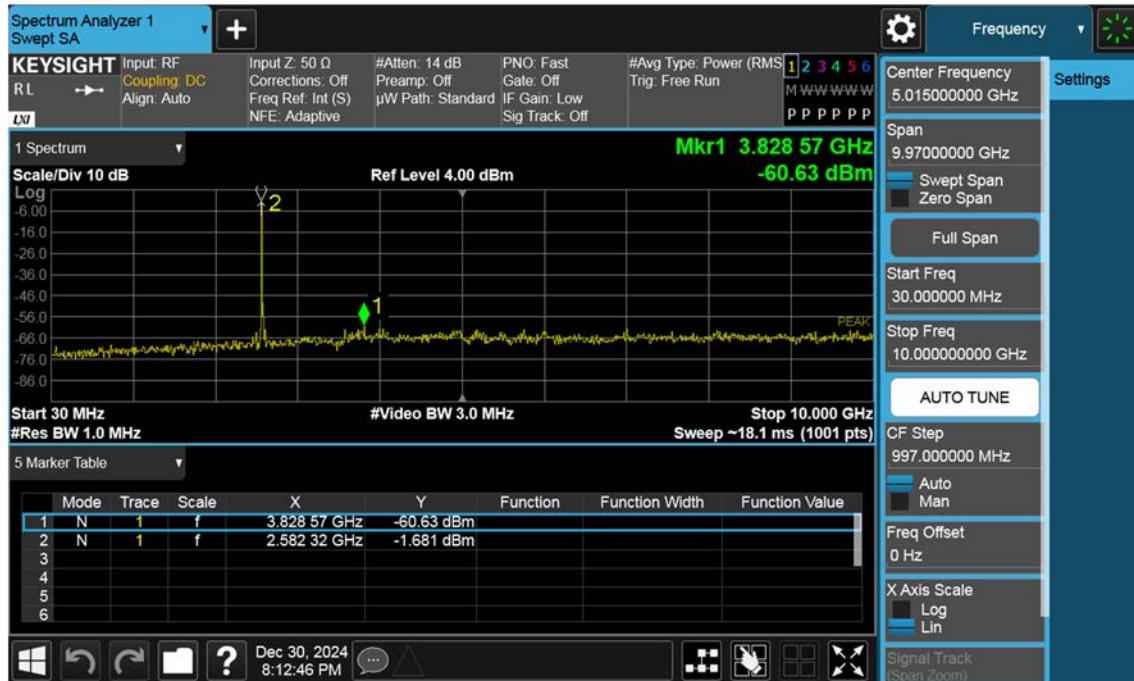 Spectrum Analyzer 1
Swept SA
+
Frequency
KEYSIGHT
RL
LXI
Input: RF
Coupling: DC
Align: Auto
Input Z: 50 Ω
Corrections: Off
Freq Ref: Int (S)
NFE: Adaptive
#Atten: 14 dB
Preamp: Off
µW Path: Standard
PNO: Fast
Gate: Off
IF Gain: Low
Sig Track: Off
#Avg Type: Power (RMS
Trig: Free Run
1 2 3 4 5 6
M W W W W W
P P P P P P
Center Frequency
5.015000000 GHz
Settings
1 Spectrum
Mkr1 3.828 57 GHz
-60.63 dBm
Scale/Div 10 dB
Ref Level 4.00 dBm
Log
-6.00
-16.0
-26.0
-36.0
-46.0
-56.0
-66.0
-76.0
-86.0
2
1
PEAK
Start 30 MHz
#Video BW 3.0 MHz
Stop 10.000 GHz
#Res BW 1.0 MHz
Sweep ~18.1 ms (1001 pts)
Span
9.97000000 GHz
Swept Span
Zero Span
Full Span
Start Freq
30.000000 MHz
Stop Freq
10.000000000 GHz
AUTO TUNE
CF Step
997.000000 MHz
Auto
Man
Freq Offset
0 Hz
X Axis Scale
Log
Lin
Signal Track
(Span Zoom)
5 Marker Table
Mode Trace Scale X Y Function Function Width Function Value
1 N 1 f 3.828 57 GHz -60.63 dBm
2 N 1 f 2.582 32 GHz -1.681 dBm
3
4
5
6
?
Dec 30, 2024
8:12:46 PM